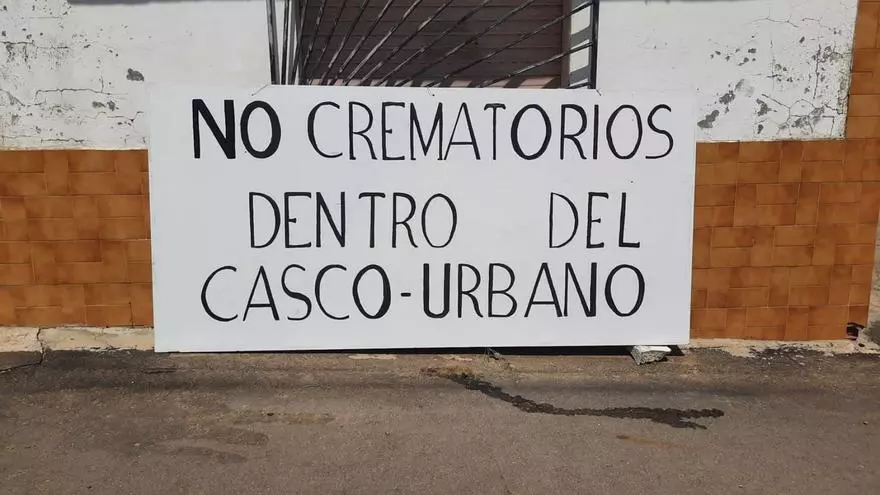 NO CREMATORIOS
DENTRO DEL
CASCO-URBANO